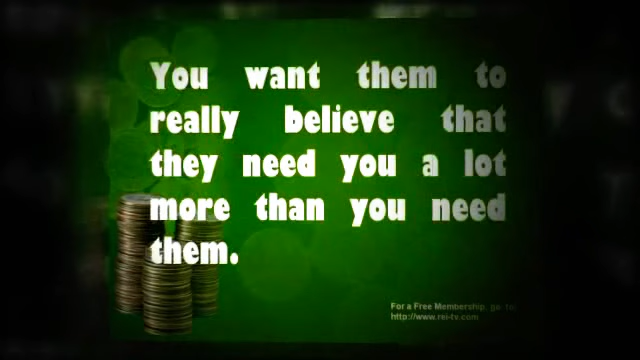 You want them to
really believe that
they need you a lot
more than you need
them.
For a Free Membership, go to
http://www.rei-tv.com